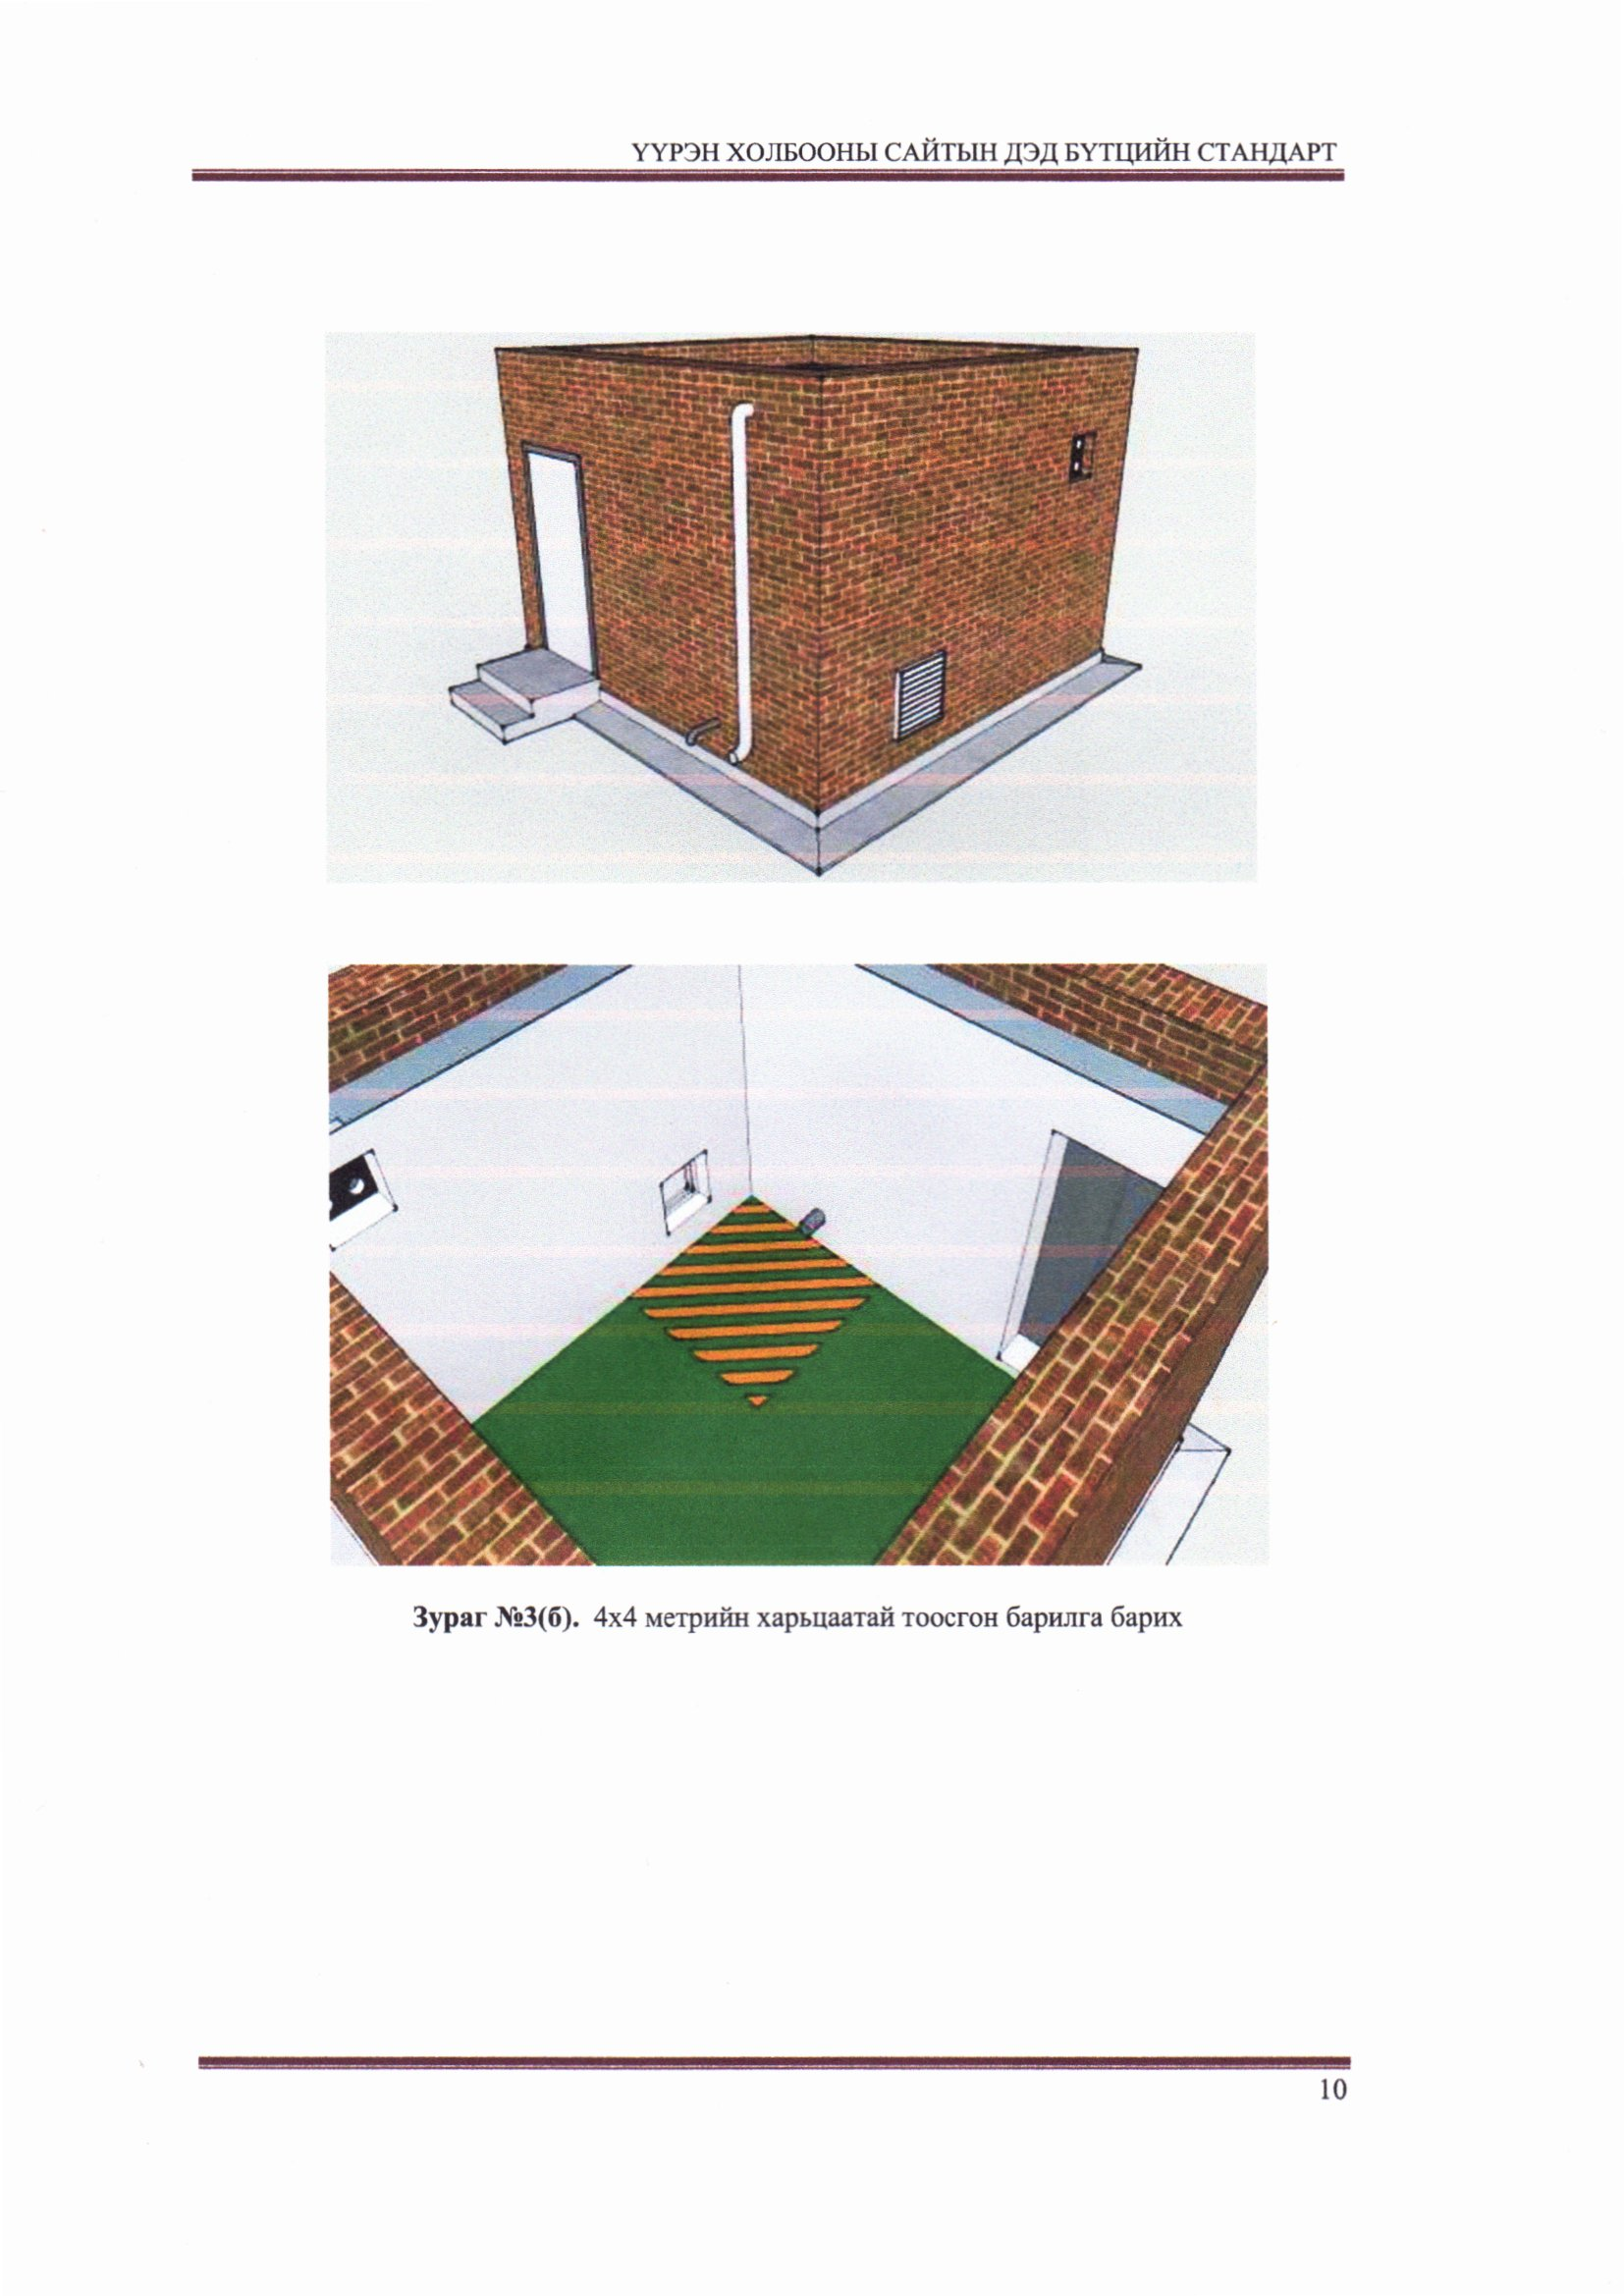 ҮҮРЭН ХОЛБООНЫ САЙТЫН ДЭД БҮТЦИЙН СТАНДАРТ
Зураг №3(б). 4х4 метрийн харьцаатай тоосгон барилга барих
10